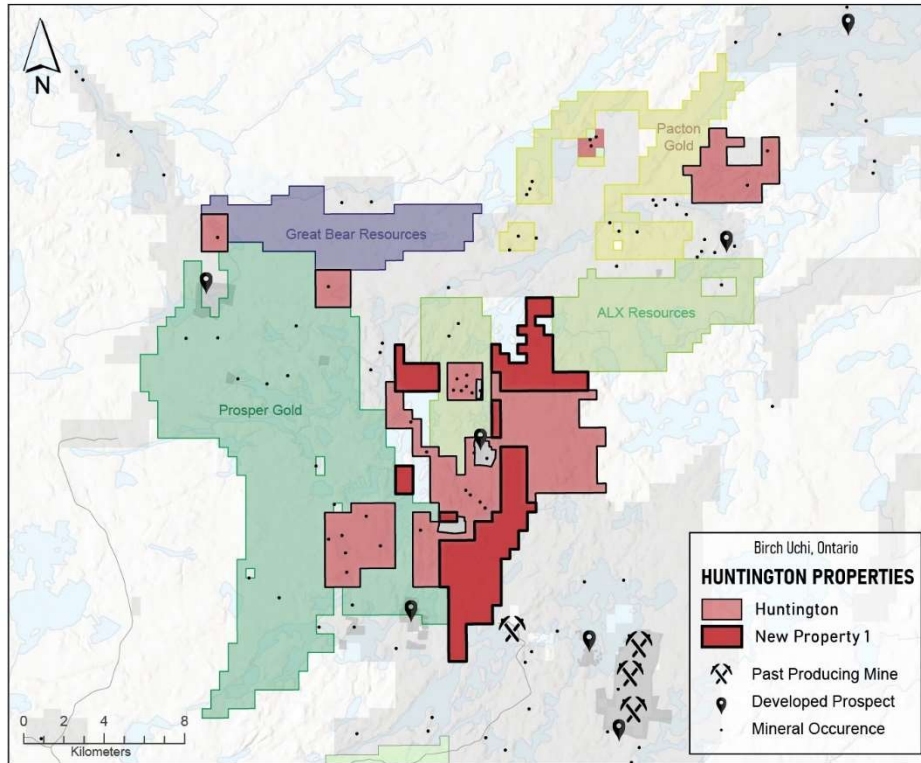 N
Pacton
Gold
Great Bear Resources
ALX Resources
Prosper Gold
Birch Uchi, Ontario
HUNTINGTON PROPERTIES
Huntington
New Property 1
Past Producing Mine
Developed Prospect
Mineral Occurence
0 2 4 8
Kilometers